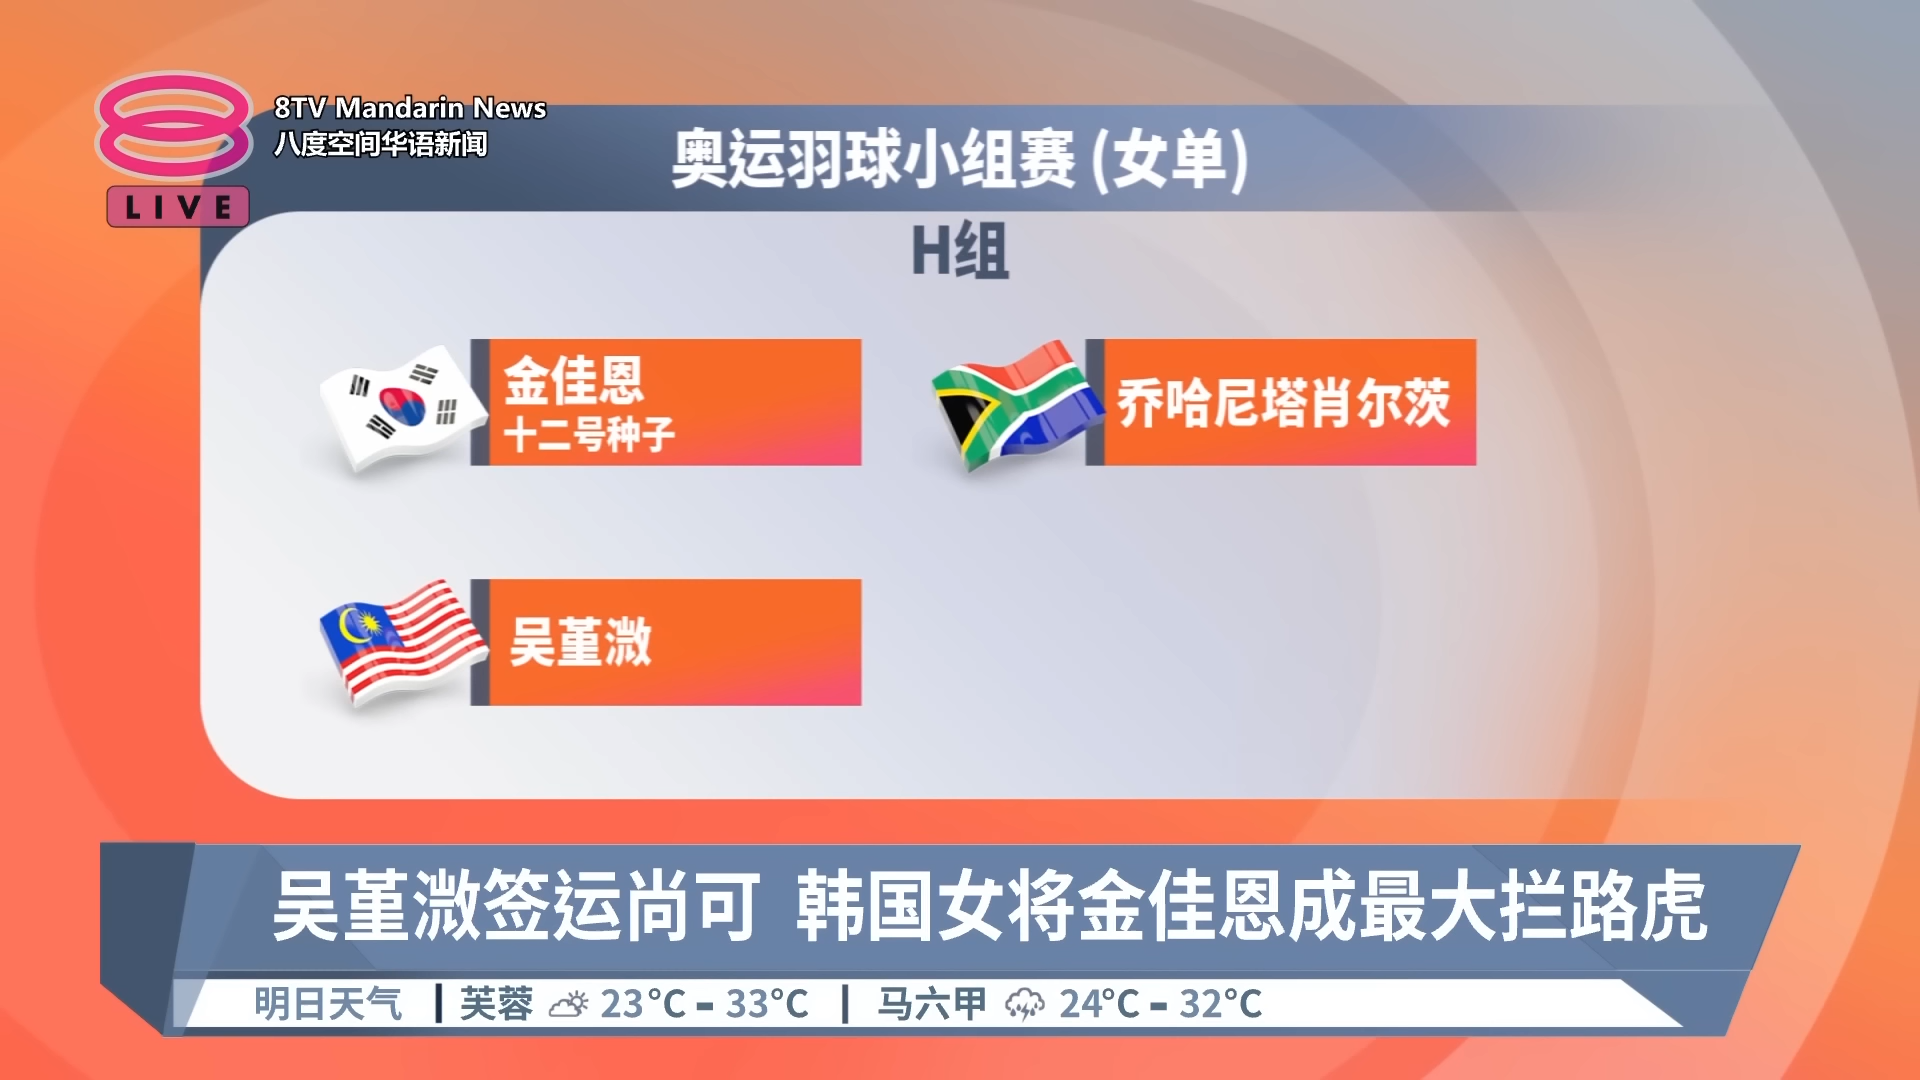 8TV Mandarin News
八度空间华语新闻
LIVE
奥运羽球小组赛 (女单)
H组
金佳恩
十二号种子
乔哈尼塔肖尔茨
吴堇溦
吴堇溦签运尚可 韩国女将金佳恩成最大拦路虎
明日天气 | 芙蓉 23°C - 33°C | 马六甲 24°C - 32°C